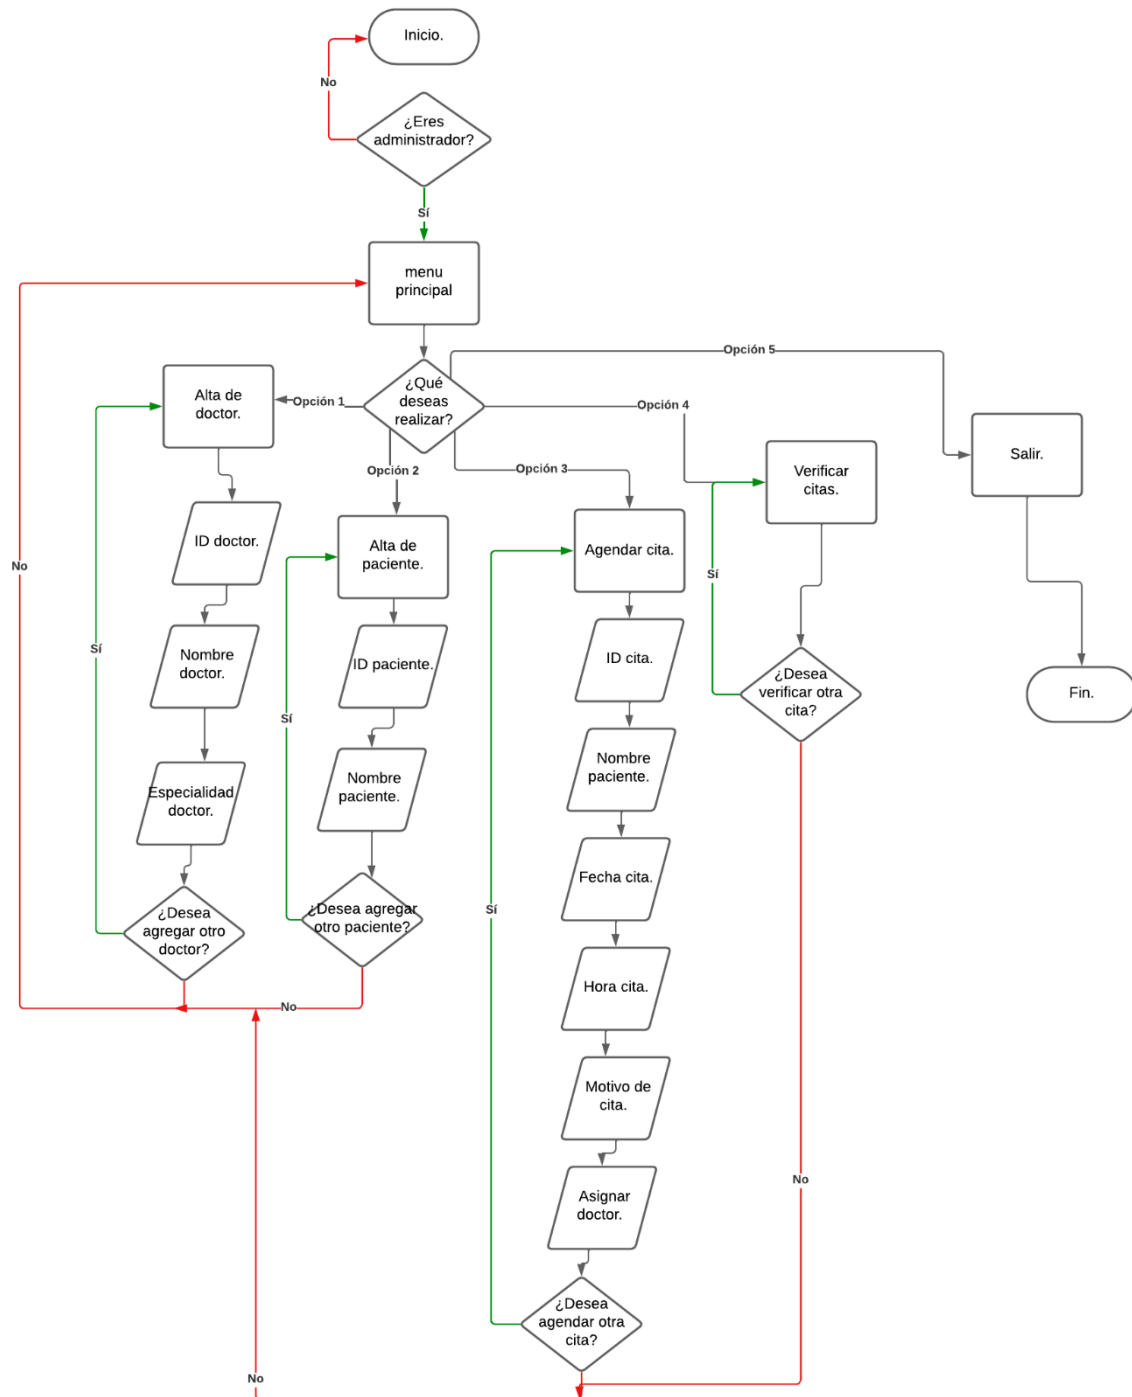 Inicio.
No
¿Eres
administrador?
Sí
menu
principal
Opción 5
¿Qué
deseas
realizar?
Opción 1
Opción 4
Alta de
doctor.
Opción 2
Opción 3
Verificar
citas.
Salir.
ID doctor.
Alta de
paciente.
Agendar cita.
No
Sí
Sí
Nombre
doctor.
ID paciente.
ID cita.
¿Desea
verificar otra
cita?
Fin.
Sí
Especialidad
doctor.
Nombre
paciente.
Nombre
paciente.
Fecha cita.
¿Desea
agregar otro
doctor?
¿Desea agregar
otro paciente?
Sí
No
Hora cita.
Motivo de
cita.
No
Asignar
doctor.
¿Desea
agendar otra
cita?
No